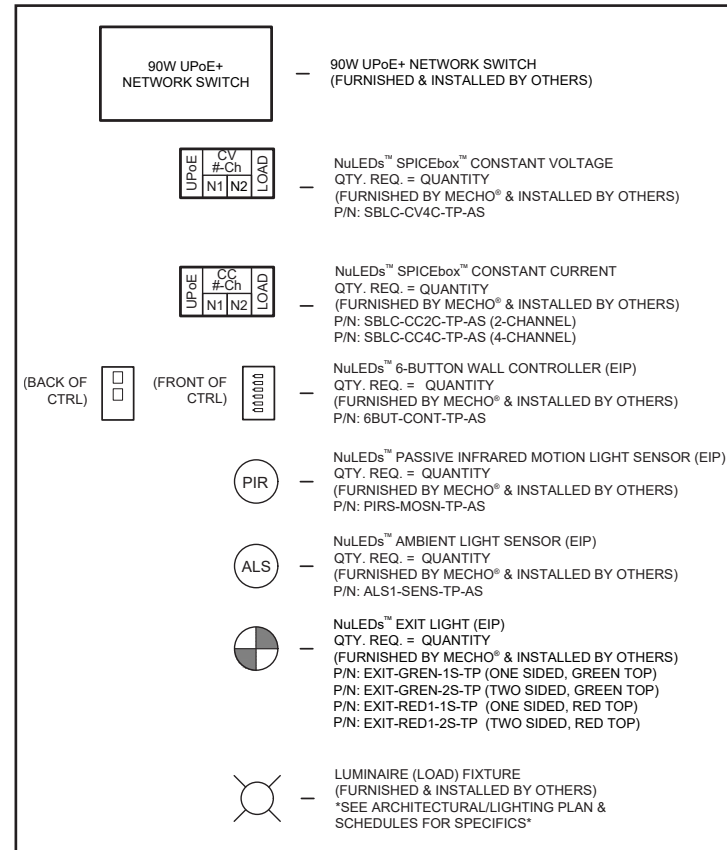 90W UPoE+
NETWORK SWITCH
90W UPoE+ NETWORK SWITCH
(FURNISHED & INSTALLED BY OTHERS)
UPoE
CV
#-Ch
N1 N2
LOAD
NuLEDs™ SPICEbox™ CONSTANT VOLTAGE
QTY. REQ. = QUANTITY
(FURNISHED BY MECHO® & INSTALLED BY OTHERS)
P/N: SBLC-CV4C-TP-AS
UPoE
CC
#-Ch
N1 N2
LOAD
NuLEDs™ SPICEbox™ CONSTANT CURRENT
QTY. REQ. = QUANTITY
(FURNISHED BY MECHO® & INSTALLED BY OTHERS)
P/N: SBLC-CC2C-TP-AS (2-CHANNEL)
P/N: SBLC-CC4C-TP-AS (4-CHANNEL)
(BACK OF
CTRL)
(FRONT OF
CTRL)
NuLEDs™ 6-BUTTON WALL CONTROLLER (EIP)
QTY. REQ. = QUANTITY
(FURNISHED BY MECHO® & INSTALLED BY OTHERS)
P/N: 6BUT-CONT-TP-AS
PIR
NuLEDs™ PASSIVE INFRARED MOTION LIGHT SENSOR (EIP)
QTY. REQ. = QUANTITY
(FURNISHED BY MECHO® & INSTALLED BY OTHERS)
P/N: PIRS-MOSN-TP-AS
ALS
NuLEDs™ AMBIENT LIGHT SENSOR (EIP)
QTY. REQ. = QUANTITY
(FURNISHED BY MECHO® & INSTALLED BY OTHERS)
P/N: ALS1-SENS-TP-AS
NuLEDs™ EXIT LIGHT (EIP)
QTY. REQ. = QUANTITY
(FURNISHED BY MECHO® & INSTALLED BY OTHERS)
P/N: EXIT-GREN-1S-TP (ONE SIDED, GREEN TOP)
P/N: EXIT-GREN-2S-TP (TWO SIDED, GREEN TOP)
P/N: EXIT-RED1-1S-TP (ONE SIDED, RED TOP)
P/N: EXIT-RED1-2S-TP (TWO SIDED, RED TOP)
LUMINAIRE (LOAD) FIXTURE
(FURNISHED & INSTALLED BY OTHERS)
*SEE ARCHITECTURAL/LIGHTING PLAN &
SCHEDULES FOR SPECIFICS*